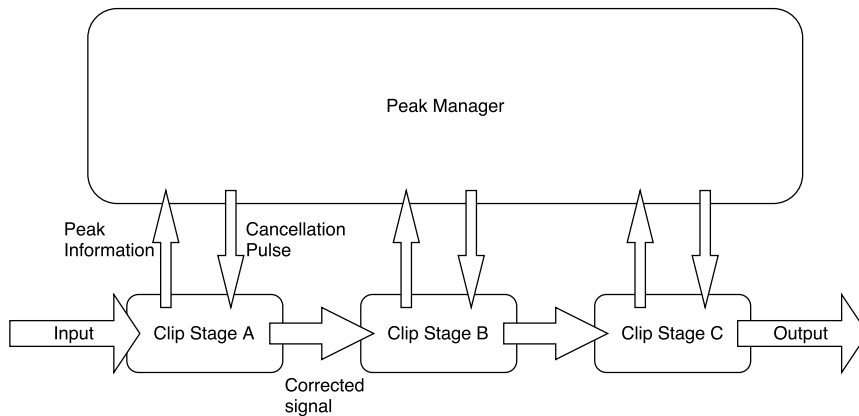 Peak Manager
Peak
Information
Cancellation
Pulse
Input
Clip Stage A
Clip Stage B
Clip Stage C
Output
Corrected
signal